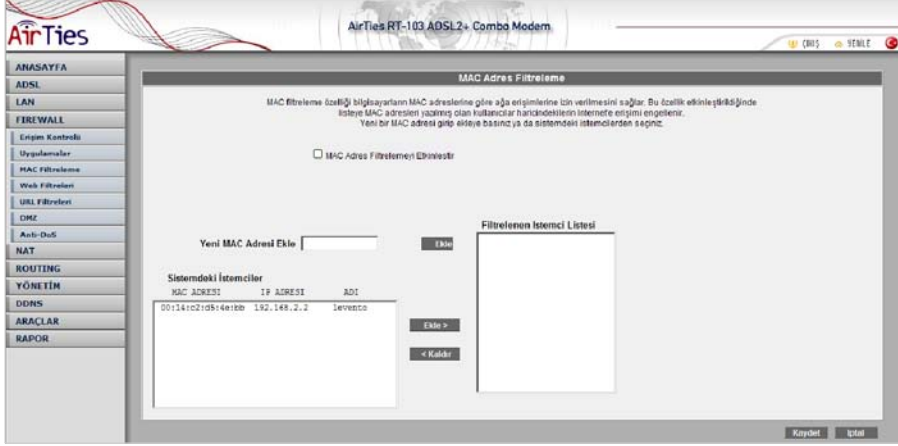 AirTies
AirTies RT-103 ADSL2+ Combo Modem
ÇIKIŞ
YENİLE
ANASAYFA
ADSL
LAN
FIREWALL
Erişim Kontrolü
Uygulamalar
MAC Filtreleme
Web Filtreleri
URL Filtreleri
DMZ
Anti-DoS
NAT
ROUTING
YÖNETİM
DDNS
ARAÇLAR
RAPOR
MAC Adres Filtreleme
MAC filtreleme özelliği bilgisayarların MAC adreslerine göre ağa erişimlerine izin verilmesini sağlar. Bu özellik etkinleştirildiğinde
listeye MAC adresleri yazılmış olan kullanıcılar haricindekilerin İnternet'e erişimi engellenir.
Yeni bir MAC adresi girip ekleye basınız ya da sistemdeki istemcilerden seçiniz.
MAC Adres Filtrelemeyi Etkinleştir
Yeni MAC Adresi Ekle
Ekle
Filtrelenen İstemci Listesi
Sistemdeki İstemciler
MAC ADRESI IP ADRESI ADI
00:14:c2:d5:4e:bb 192.168.2.2 levento
Ekle >
< Kaldır
Kaydet
İptal